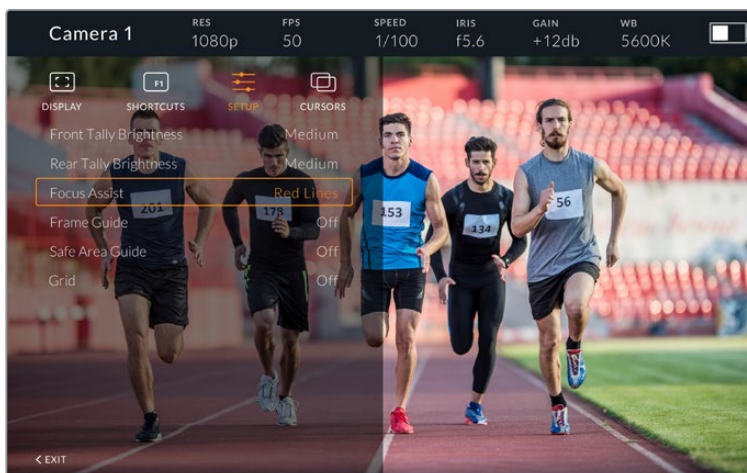 Camera 1
RES FPS SPEED IRIS GAIN WB
1080p 50 1/100 f5.6 +12db 5600K
F1
DISPLAY SHORTCUTS SETUP CURSORS
Front Tally Brightness Medium
Rear Tally Brightness Medium
Focus Assist Red Lines
Frame Guide Off
Safe Area Guide Off
Grid Off
201
178
153
134
56
< EXIT